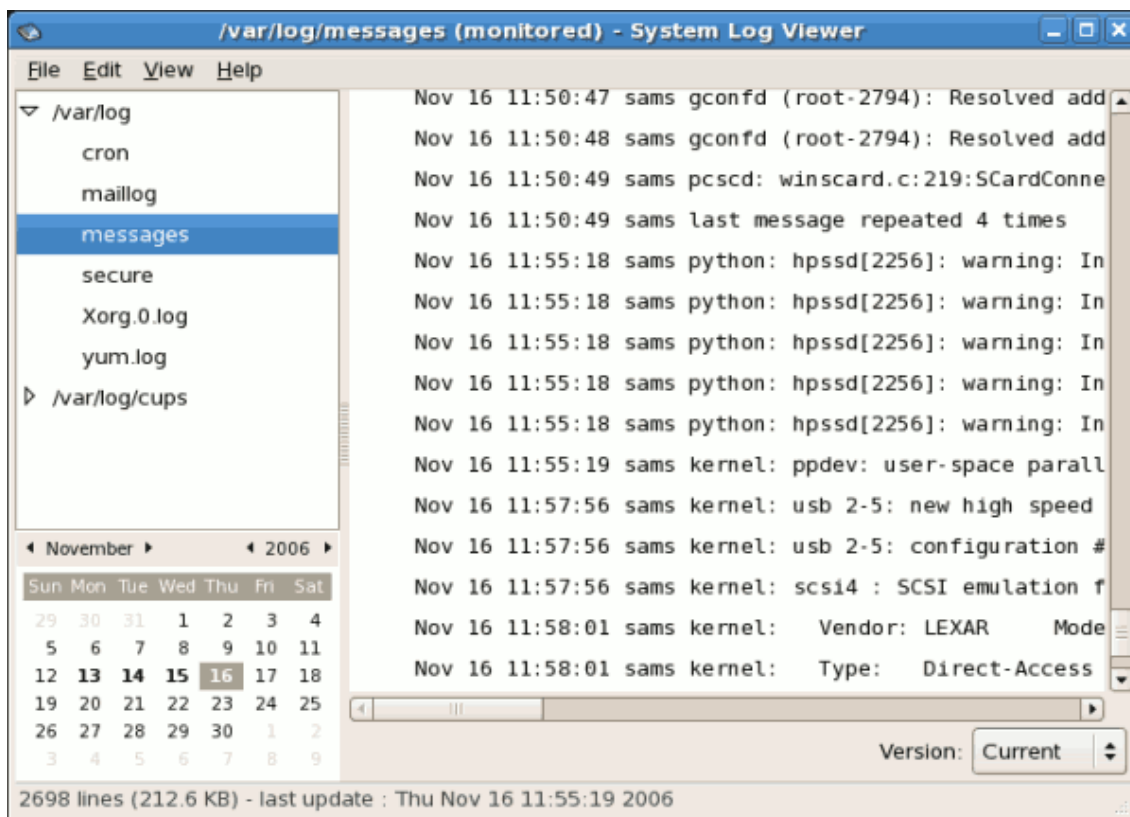 /var/log/messages (monitored) - System Log Viewer
File Edit View Help
/var/log
cron
maillog
messages
secure
Xorg.0.log
yum.log
/var/log/cups
November 2006
Sun Mon Tue Wed Thu Fri Sat
29 30 31 1 2 3 4
5 6 7 8 9 10 11
12 13 14 15 16 17 18
19 20 21 22 23 24 25
26 27 28 29 30 1 2
3 4 5 6 7 8 9
Nov 16 11:50:47 sams gconfd (root-2794): Resolved add
Nov 16 11:50:48 sams gconfd (root-2794): Resolved add
Nov 16 11:50:49 sams pcscd: winscard.c:219:SCardConne
Nov 16 11:50:49 sams last message repeated 4 times
Nov 16 11:55:18 sams python: hpssd[2256]: warning: In
Nov 16 11:55:18 sams python: hpssd[2256]: warning: In
Nov 16 11:55:18 sams python: hpssd[2256]: warning: In
Nov 16 11:55:18 sams python: hpssd[2256]: warning: In
Nov 16 11:55:18 sams python: hpssd[2256]: warning: In
Nov 16 11:55:19 sams kernel: ppdev: user-space parall
Nov 16 11:57:56 sams kernel: usb 2-5: new high speed
Nov 16 11:57:56 sams kernel: usb 2-5: configuration #
Nov 16 11:57:56 sams kernel: scsi4 : SCSI emulation f
Nov 16 11:58:01 sams kernel: Vendor: LEXAR Mode
Nov 16 11:58:01 sams kernel: Type: Direct-Access
Version: Current
2698 lines (212.6 KB) - last update : Thu Nov 16 11:55:19 2006